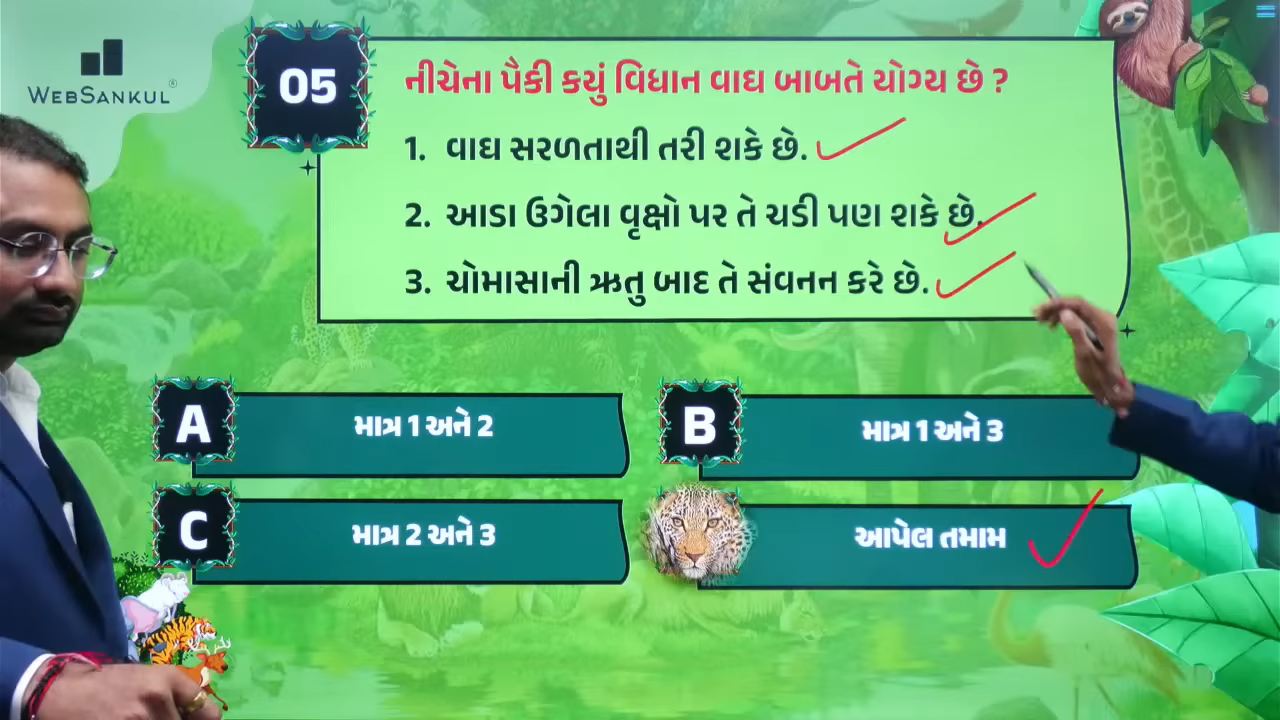 WEBSANKUL®
05
નીચેના પૈકી કયું વિધાન વાઘ બાબતે યોગ્ય છે ?
1. વાઘ સરળતાથી તરી શકે છે.
2. આડા ઉગેલા વૃક્ષો પર તે ચડી પણ શકે છે.
3. ચોમાસાની ઋતુ બાદ તે સંવનન કરે છે.
A માત્ર 1 અને 2
B માત્ર 1 અને 3
C માત્ર 2 અને 3
આપેલ તમામ